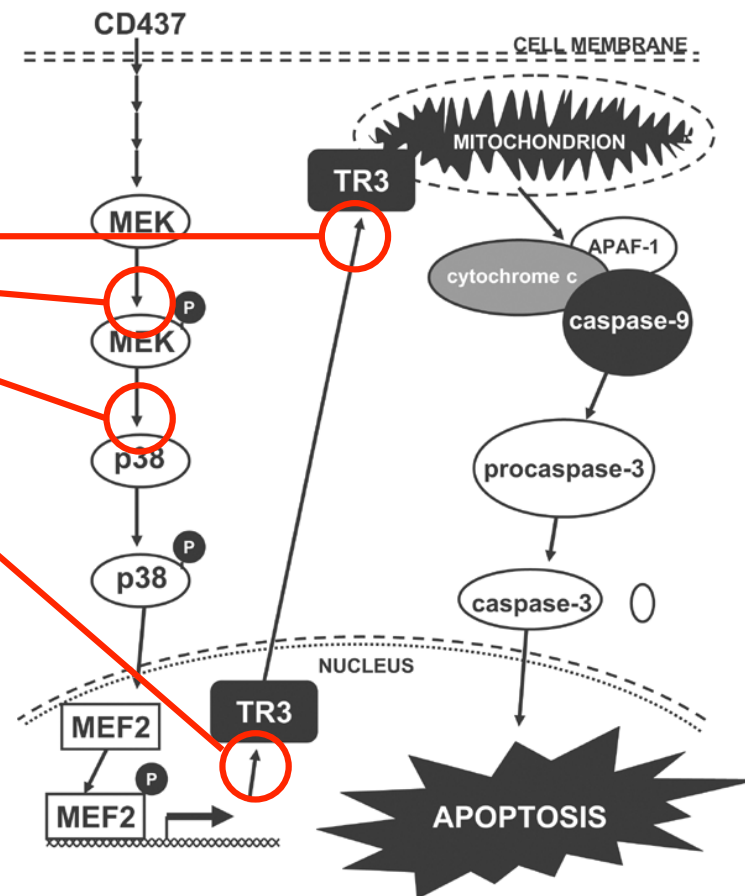 CD437
CELL MEMBRANE
MITOCHONDRION
TR3
MEK
APAF-1
cytochrome c
caspase-9
P
MEK
p38
procaspase-3
P
p38
caspase-3
NUCLEUS
TR3
MEF2
P
MEF2
APOPTOSIS